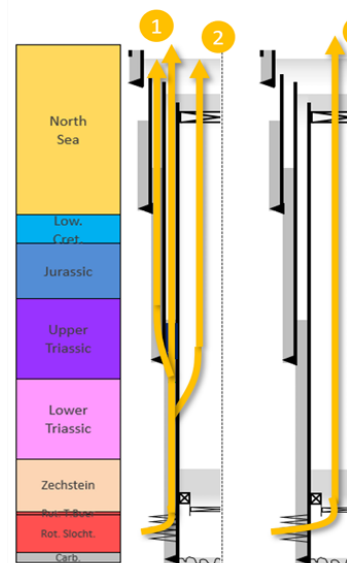 1
2
North
Sea
Low.
Cret.
Jurassic
Upper
Triassic
Lower
Triassic
Zechstein
Rot. Slocht.
Carb.